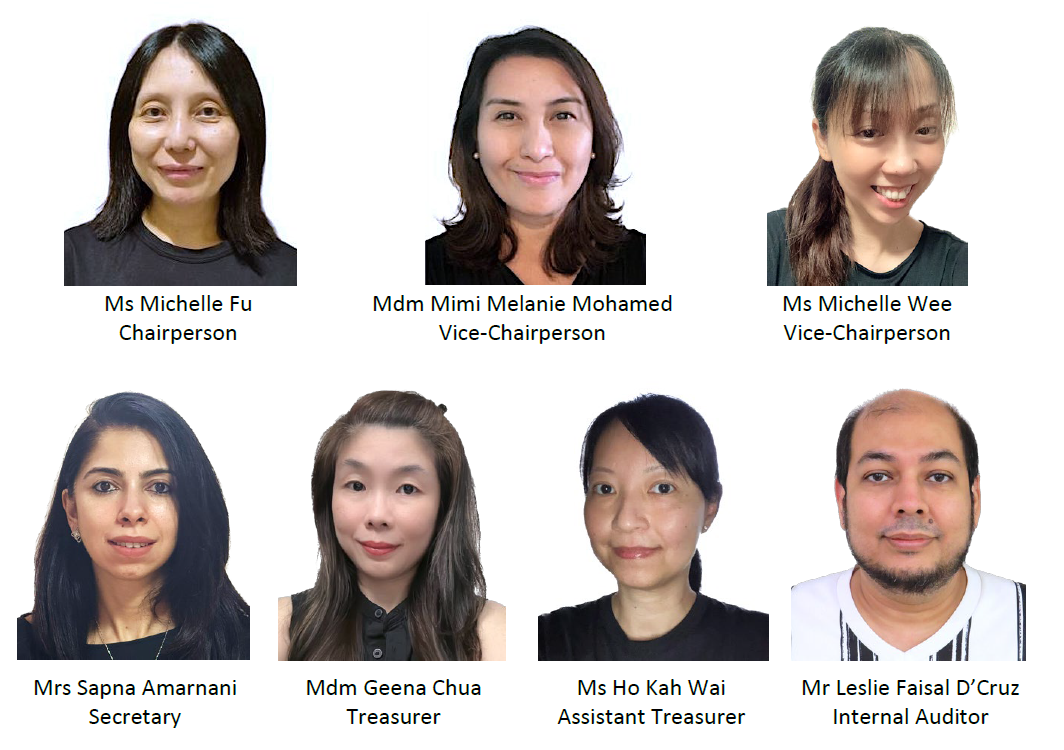 Ms Michelle Fu
Chairperson
Mdm Mimi Melanie Mohamed
Vice-Chairperson
Ms Michelle Wee
Vice-Chairperson
Mrs Sapna Amarnani
Secretary
Mdm Geena Chua
Treasurer
Ms Ho Kah Wai
Assistant Treasurer
Mr Leslie Faisal D’Cruz
Internal Auditor